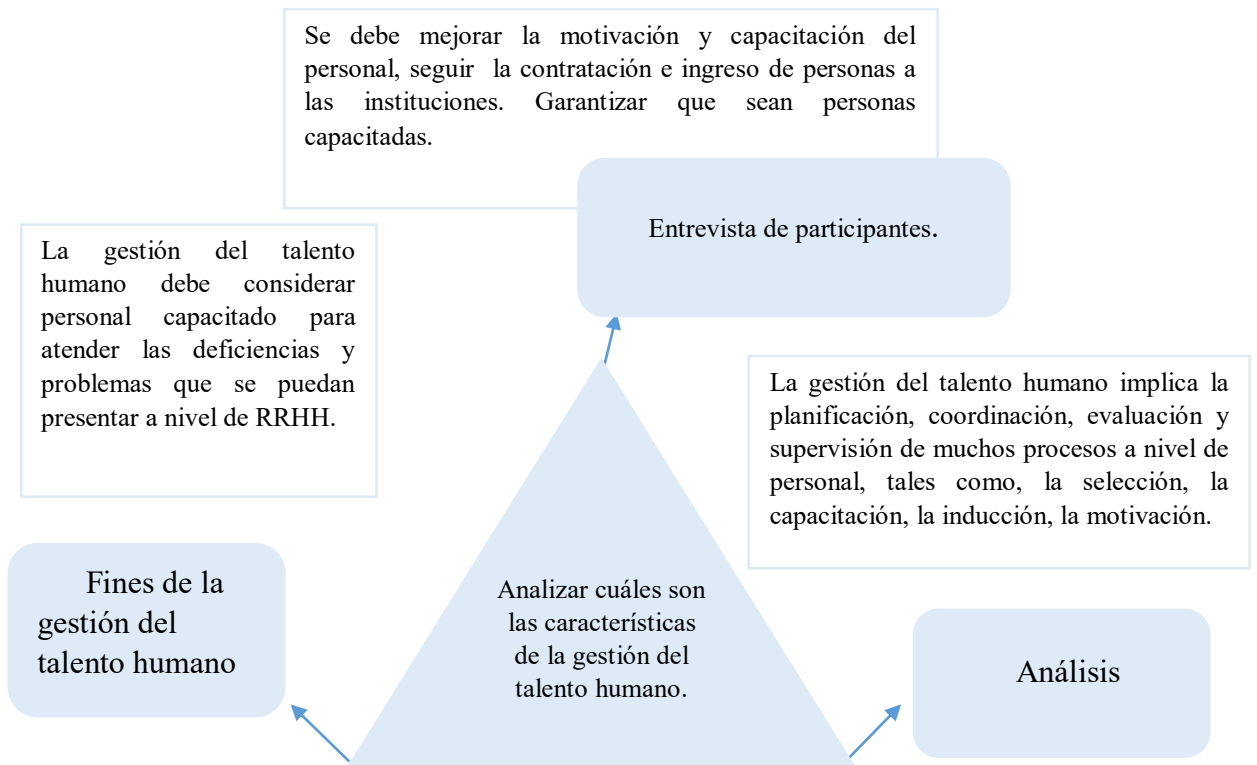 Se debe mejorar la motivación y capacitación del
personal, seguir la contratación e ingreso de personas a
las instituciones. Garantizar que sean personas
capacitadas.
Entrevista de participantes.
La gestión del talento
humano debe considerar
personal capacitado para
atender las deficiencias y
problemas que se puedan
presentar a nivel de RRHH.
La gestión del talento humano implica la
planificación, coordinación, evaluación y
supervisión de muchos procesos a nivel de
personal, tales como, la selección, la
capacitación, la inducción, la motivación.
Fines de la
gestión del
talento humano
Analizar cuáles son
las características
de la gestión del
talento humano.
Análisis